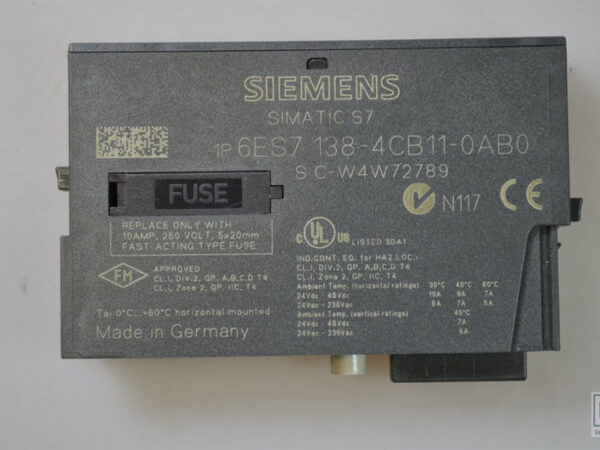 SIEMENS
SIMATIC S7
1P 6ES7 138-4CB11-0AB0
S C-W4W72789
FUSE
N117 CE
REPLACE ONLY WITH
10AMP, 250 VOLT, 5x20mm
FAST ACTING TYPE FUSE
C UL US LISTED 3DA1
IND.CONT. EQ. for HAZ.LOC.
CL.I, DIV.2, GP. A,B,C,D T4
CL.I, Zone 2, GP. IIC, T4
FM APPROVED
CL.I, DIV.2, GP. A,B,C,D T4
CL.I, Zone 2, GP. IIC, T4
Ambient Temp. (horizontal ratings) 30°C 40°C 60°C
24Vdc - 48Vdc 10A 9A 7A
24Vac - 230Vac 8A 7A 5A
Ambient Temp. (vertical ratings) 40°C
24Vdc - 48Vdc 7A
24Vac - 230Vac 6A
Ta: 0°C...+60°C horizontal mounted
Made in Germany